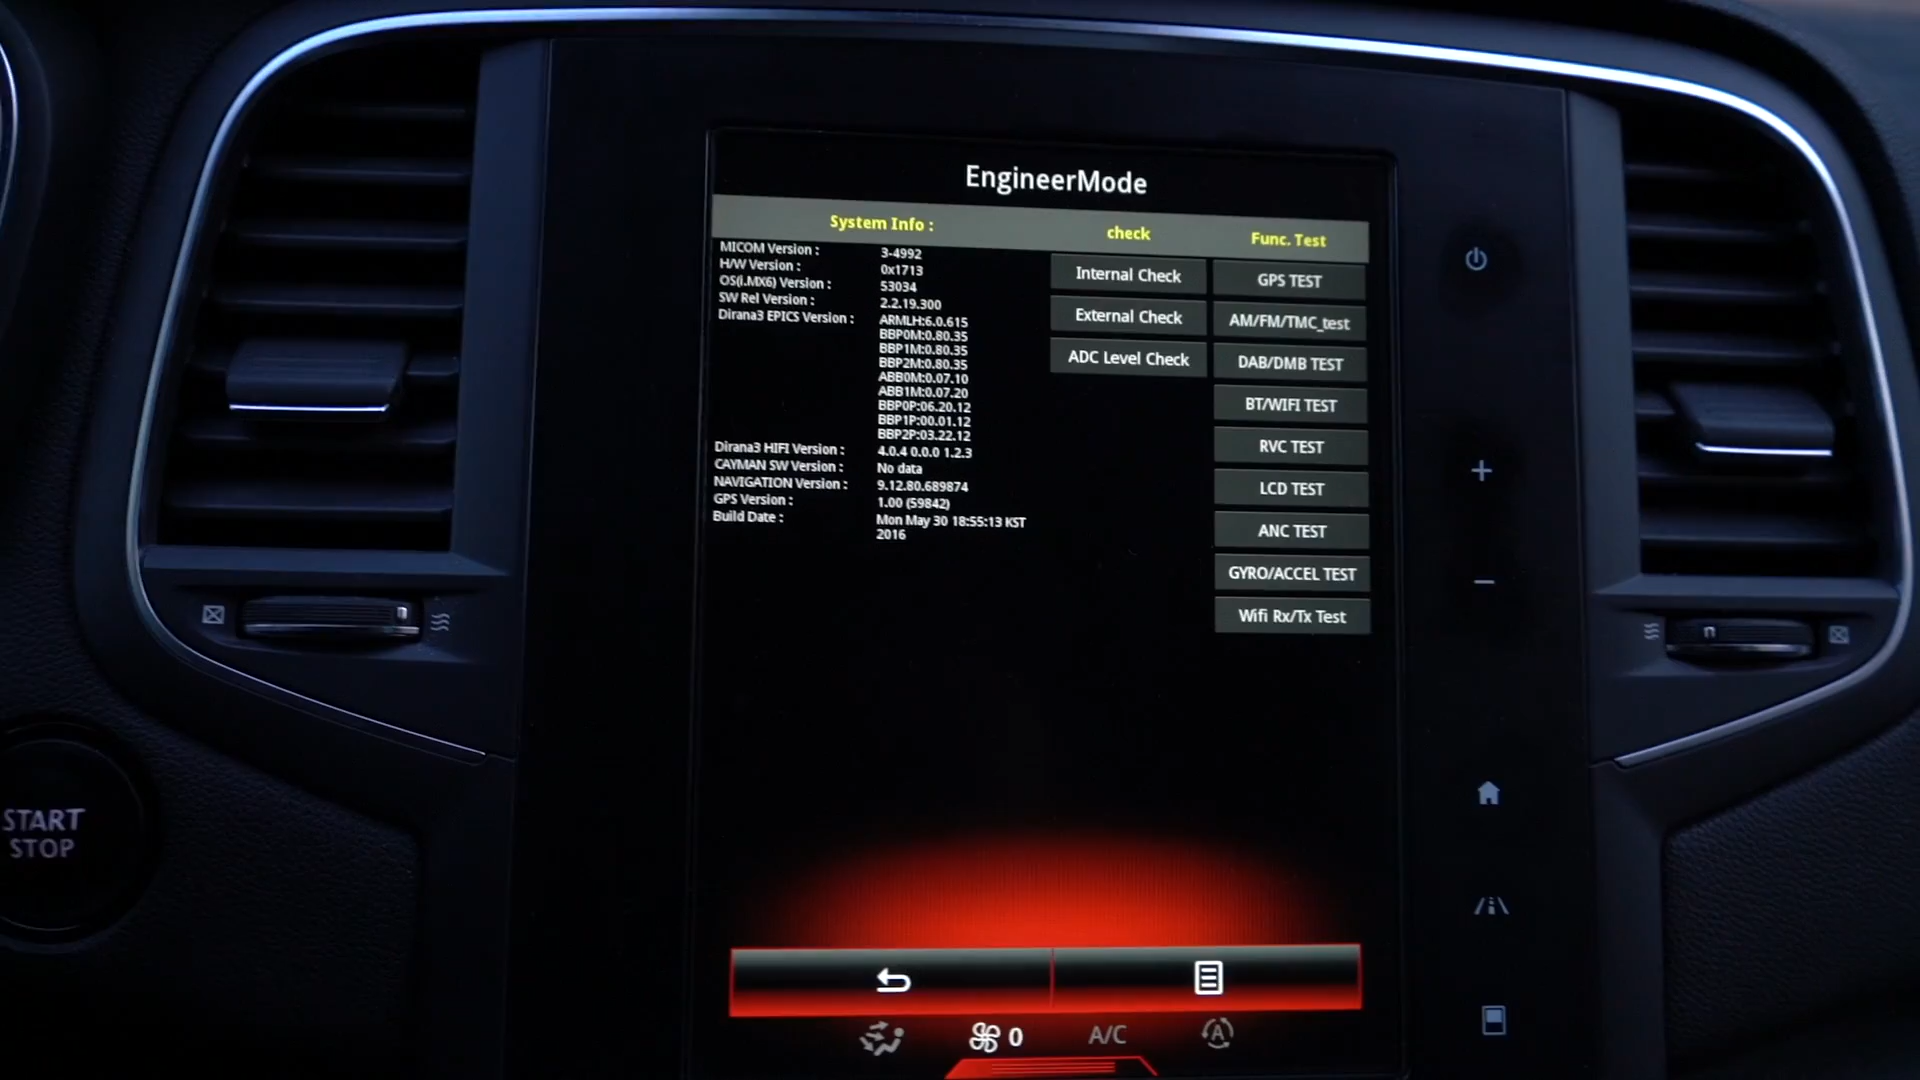 EngineerMode
System Info :
check
Func. Test
MICOM Version : 3-4992
H/W Version : 0x1713
OS(i.MX6) Version : 53034
SW Rel Version : 2.2.19.300
Dirana3 EPICS Version : ARMLH:6.0.615
BBP0M:0.80.35
BBP1M:0.80.35
BBP2M:0.80.35
ABB0M:0.07.10
ABB1M:0.07.20
BBP0P:06.20.12
BBP1P:00.01.12
BBP2P:03.22.12
Dirana3 HIFI Version : 4.0.4 0.0.0 1.2.3
CAYMAN SW Version : No data
NAVIGATION Version : 9.12.80.689874
GPS Version : 1.00 (59842)
Build Date : Mon May 30 18:55:13 KST
2016
Internal Check
External Check
ADC Level Check
GPS TEST
AM/FM/TMC_test
DAB/DMB TEST
BT/WIFI TEST
RVC TEST
LCD TEST
ANC TEST
GYRO/ACCEL TEST
Wifi Rx/Tx Test
START
STOP
0
A/C
A